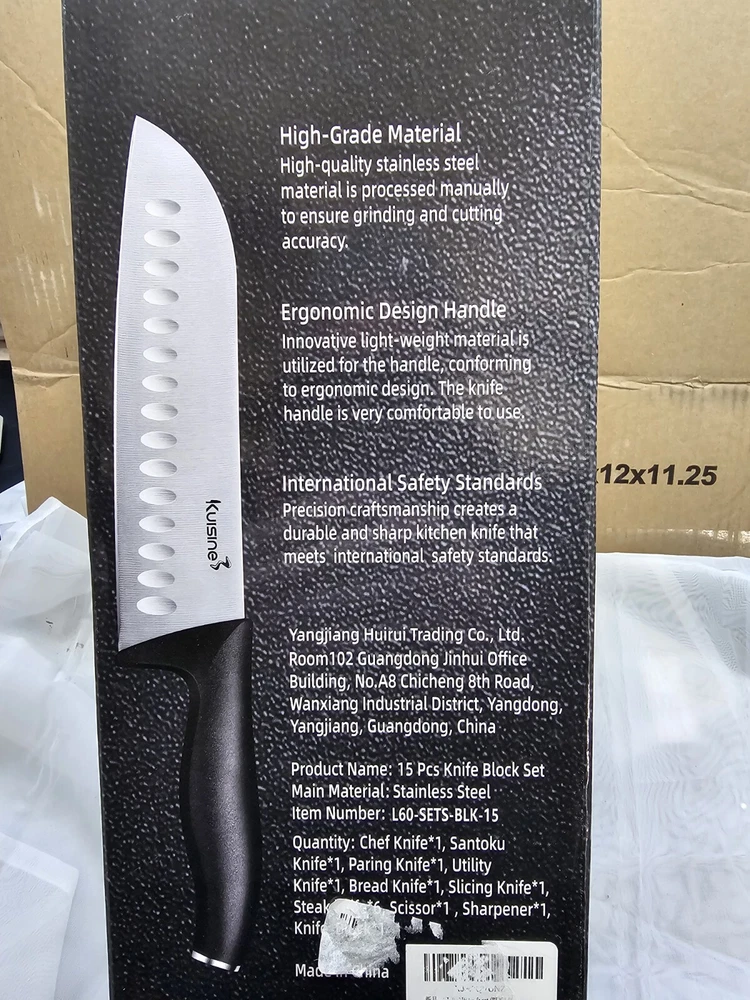 High-Grade Material
High-quality stainless steel
material is processed manually
to ensure grinding and cutting
accuracy.
Ergonomic Design Handle
Innovative light-weight material is
utilized for the handle, conforming
to ergonomic design. The knife
handle is very comfortable to use.
International Safety Standards
Precision craftsmanship creates a
durable and sharp kitchen knife that
meets international safety standards.
Kuisine
12x11.25
Yangjiang Huirui Trading Co., Ltd.
Room102 Guangdong Jinhui Office
Building, No.A8 Chicheng 8th Road,
Wanxiang Industrial District, Yangdong,
Yangjiang, Guangdong, China
Product Name: 15 Pcs Knife Block Set
Main Material: Stainless Steel
Item Number: L60-SETS-BLK-15
Quantity: Chef Knife*1, Santoku
Knife*1, Paring Knife*1, Utility
Knife*1, Bread Knife*1, Slicing Knife*1,
Steak Scissor*1 , Sharpener*1,
Made in China